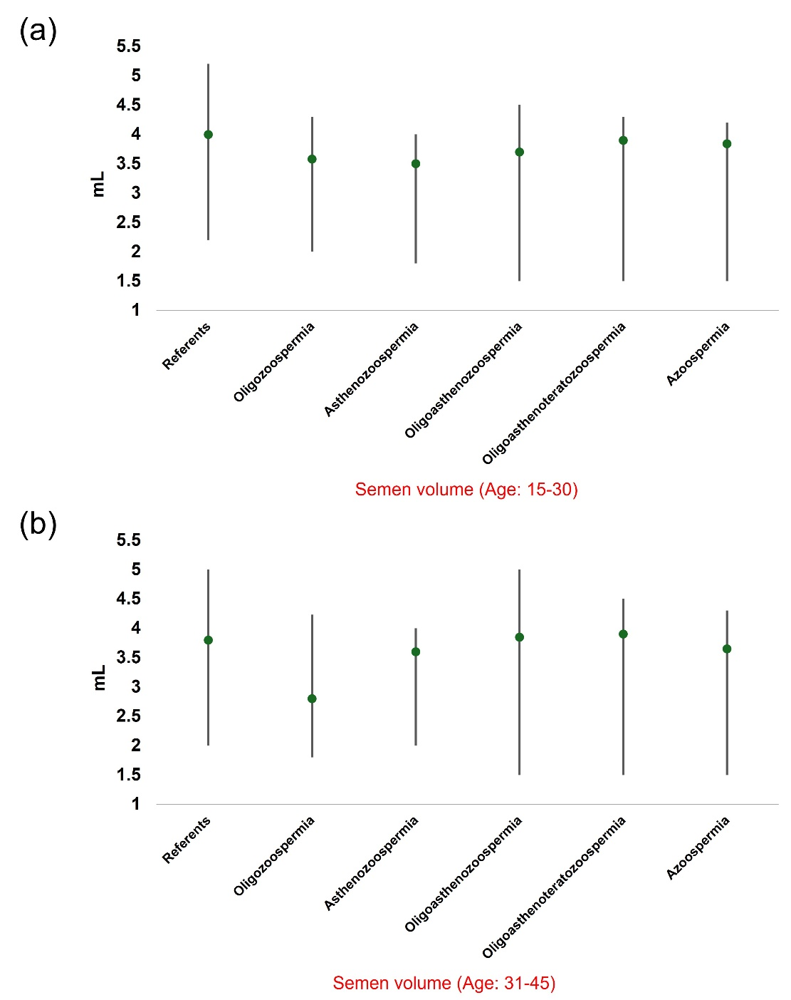 (a)
5.5
5
4.5
4
3.5
3
2.5
2
1.5
1
mL
Referents
Oligozoospermia
Asthenozoospermia
Oligoasthenozoospermia
Oligoasthenoteratozoospermia
Azoospermia
Semen volume (Age: 15-30)
(b)
5.5
5
4.5
4
3.5
3
2.5
2
1.5
1
mL
Referents
Oligozoospermia
Asthenozoospermia
Oligoasthenozoospermia
Oligoasthenoteratozoospermia
Azoospermia
Semen volume (Age: 31-45)